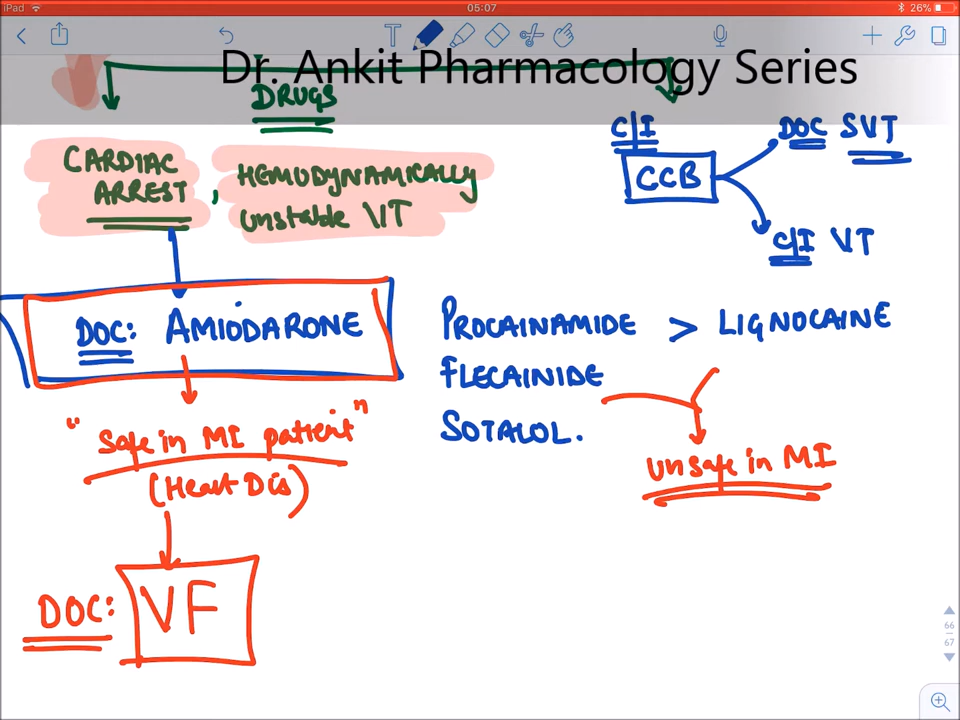 iPad
05:07
26%
T
Dr. Ankit Pharmacology Series
DRUGS
CARDIAC
ARREST
, HEMODYNAMICALLY
unstable VT
C/I
CCB
DOC SVT
C/I VT
DOC: AMIODARONE
PROCAINAMIDE > LIGNOCAINE
FLECAINIDE
SOTALOL.
"Safe in MI patient"
(Heart Dis)
unsafe in MI
DOC: VF
66
67